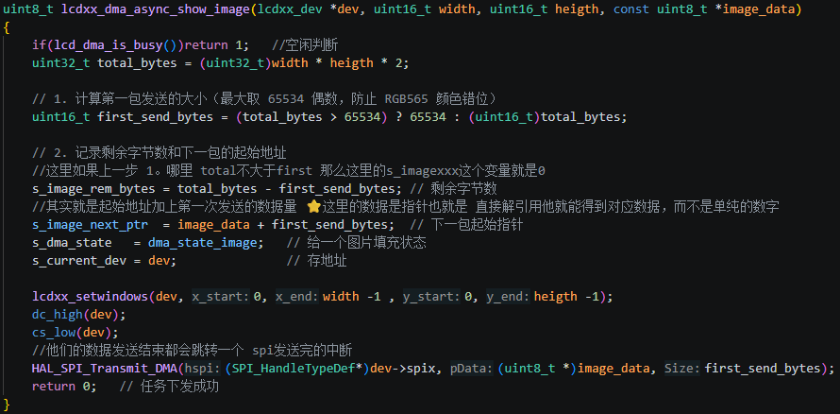 uint8_t lcdxx_dma_async_show_image(lcdxx_dev *dev, uint16_t width, uint16_t heigth, const uint8_t *image_data)
{
if(lcd_dma_is_busy())return 1;   //空闲判断
uint32_t total_bytes = (uint32_t)width * heigth * 2;
// 1. 计算第一包发送的大小（最大取 65534 偶数，防止 RGB565 颜色错位）
uint16_t first_send_bytes = (total_bytes > 65534) ? 65534 : (uint16_t)total_bytes;
// 2. 记录剩余字节数和下一包的起始地址
//这里如果上一步 1。哪里 total不大于first 那么这里的s_imagexxx这个变量就是0
s_image_rem_bytes = total_bytes - first_send_bytes; // 剩余字节数
//其实就是起始地址加上第一次发送的数据量 ⭐这里的数据是指针也就是 直接解引用他就能得到对应数据，而不是单纯的数字
s_image_next_ptr  = image_data + first_send_bytes;  // 下一包起始指针
s_dma_state   = dma_state_image;   // 给一个图片填充状态
s_current_dev = dev;               // 存地址
lcdxx_setwindows(dev, x_start:0, x_end:width -1 , y_start:0, y_end:heigth -1);
dc_high(dev);
cs_low(dev);
//他们的数据发送结束都会跳转一个 spi发送完的中断
HAL_SPI_Transmit_DMA(hspi:(SPI_HandleTypeDef*)dev->spix, pData:(uint8_t *)image_data, Size:first_send_bytes);
return 0;   // 任务下发成功
}